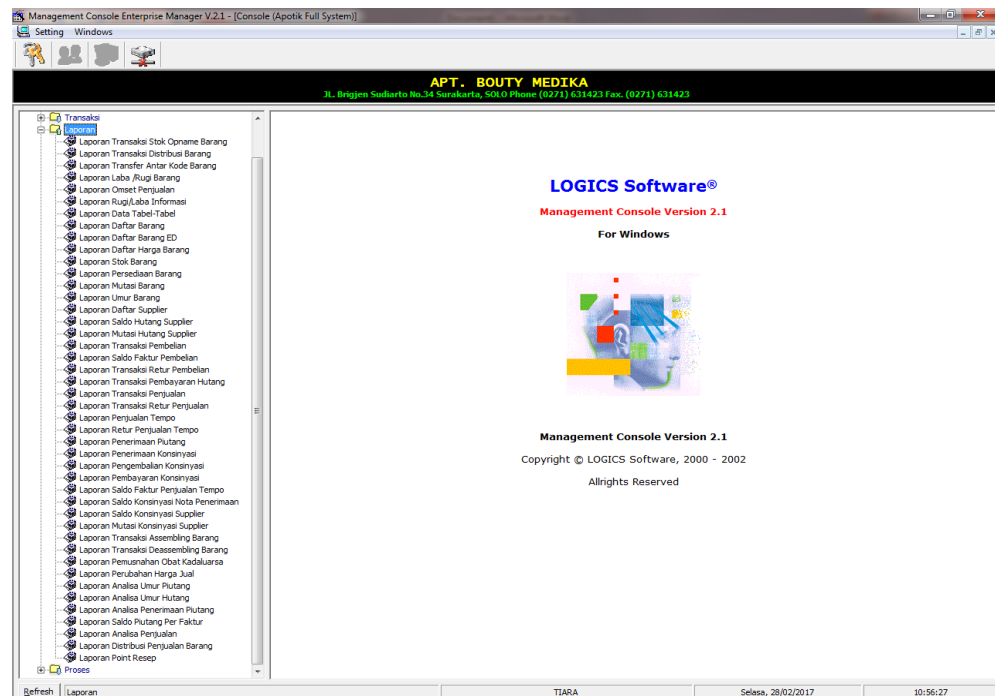 Management Console Enterprise Manager V.2.1 - [Console (Apotik Full System)]
Setting Windows
APT. BOUTY MEDIKA
JL. Brigjen Sudiarto No.34 Surakarta, SOLO Phone (0271) 631423 Fax. (0271) 631423
Transaksi
Laporan
Laporan Transaksi Stok Opname Barang
Laporan Transaksi Distribusi Barang
Laporan Transfer Antar Kode Barang
Laporan Laba /Rugi Barang
Laporan Omset Penjualan
Laporan Rugi/Laba Informasi
Laporan Data Tabel-Tabel
Laporan Daftar Barang
Laporan Daftar Barang ED
Laporan Daftar Harga Barang
Laporan Stok Barang
Laporan Persediaan Barang
Laporan Mutasi Barang
Laporan Umur Barang
Laporan Daftar Supplier
Laporan Saldo Hutang Supplier
Laporan Mutasi Hutang Supplier
Laporan Transaksi Pembelian
Laporan Saldo Faktur Pembelian
Laporan Transaksi Retur Pembelian
Laporan Transaksi Pembayaran Hutang
Laporan Transaksi Penjualan
Laporan Transaksi Retur Penjualan
Laporan Penjualan Tempo
Laporan Retur Penjualan Tempo
Laporan Penerimaan Piutang
Laporan Penerimaan Konsinyasi
Laporan Pengembalian Konsinyasi
Laporan Pembayaran Konsinyasi
Laporan Saldo Faktur Penjualan Tempo
Laporan Saldo Konsinyasi Nota Penerimaan
Laporan Saldo Konsinyasi Supplier
Laporan Mutasi Konsinyasi Supplier
Laporan Transaksi Assembling Barang
Laporan Transaksi Deassembling Barang
Laporan Pemusnahan Obat Kadaluarsa
Laporan Perubahan Harga Jual
Laporan Analisa Umur Piutang
Laporan Analisa Umur Hutang
Laporan Analisa Penerimaan Piutang
Laporan Saldo Piutang Per Faktur
Laporan Analisa Penjualan
Laporan Distribusi Penjualan Barang
Laporan Point Resep
Proses
LOGICS Software®
Management Console Version 2.1
For Windows
Management Console Version 2.1
Copyright © LOGICS Software, 2000 - 2002
Allrights Reserved
Refresh Laporan TIARA Selasa, 28/02/2017 10:56:27